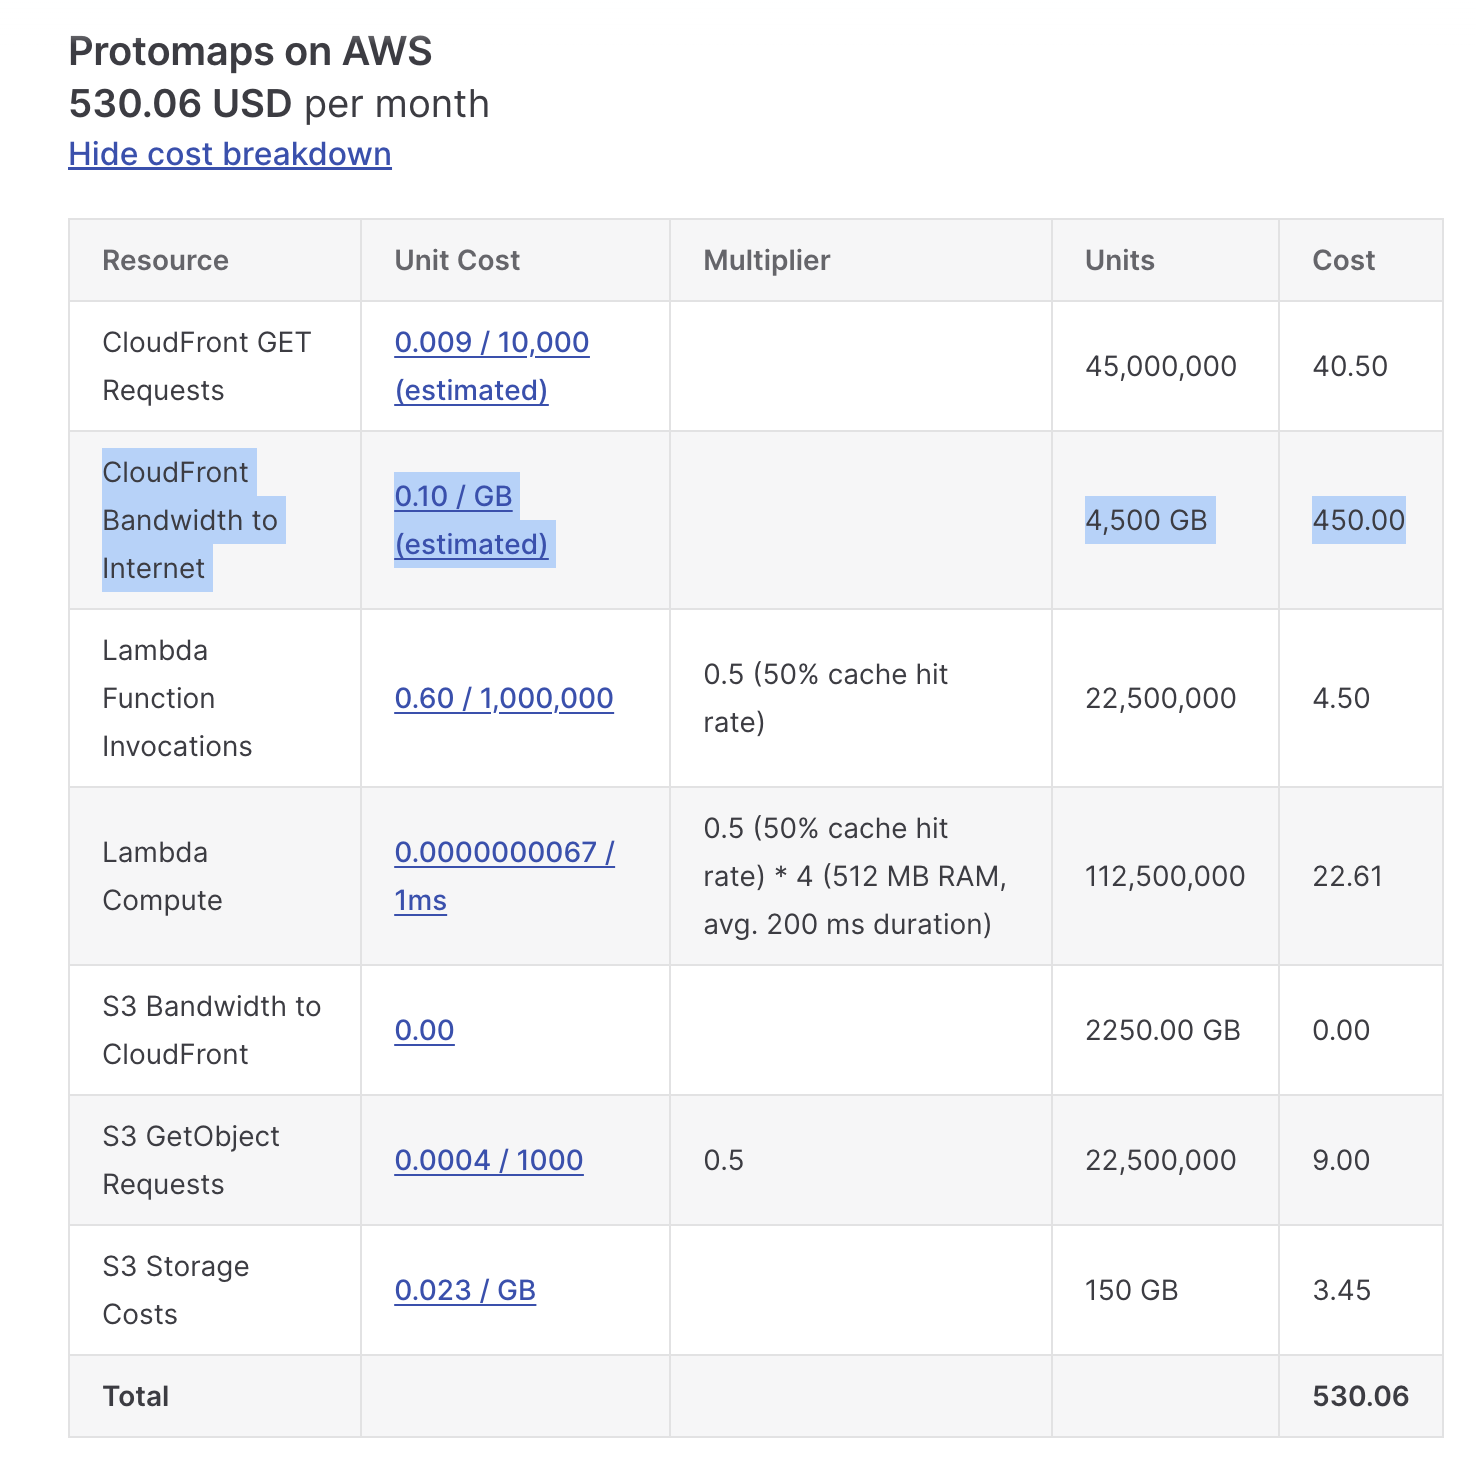 Protomaps on AWS
530.06 USD per month
Hide cost breakdown
Resource Unit Cost Multiplier Units Cost
CloudFront GET
Requests
0.009 / 10,000
(estimated)
45,000,000
40.50
CloudFront
Bandwidth to
Internet
0.10 / GB
(estimated)
4,500 GB
450.00
Lambda
Function
Invocations
0.60 / 1,000,000
0.5 (50% cache hit
rate)
22,500,000
4.50
Lambda
Compute
0.0000000067 /
1ms
0.5 (50% cache hit
rate) * 4 (512 MB RAM,
avg. 200 ms duration)
112,500,000
22.61
S3 Bandwidth to
CloudFront
0.00
2250.00 GB
0.00
S3 GetObject
Requests
0.0004 / 1000
0.5
22,500,000
9.00
S3 Storage
Costs
0.023 / GB
150 GB
3.45
Total 530.06